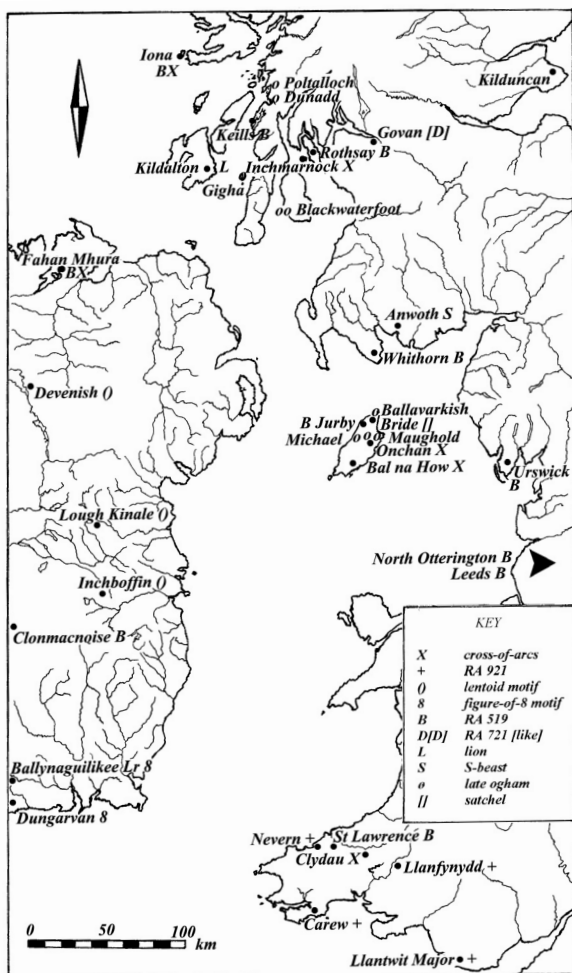 Iona
BX
Poltalloch
o
Dunadd
o
Kilduncan
Keills B
Govan [D]
Rothsay B
Kildalton L
Inchmarnock X
Gigha
oo Blackwaterfoot
Fahan Mhura
BX
Anwoth S
Whithorn B
Devenish ()
o Ballavarkish
B Jurby
Bride []
Michael o o o Maughold
Onchan X
Bal na How X
Urswick
B
Lough Kinale ()
North Otterington B
Leeds B
Inchboffin ()
Clonmacnoise B
KEY
X cross-of-arcs
+ RA 921
() lentoid motif
8 figure-of-8 motif
B RA 519
D[D] RA 721 [like]
L lion
S S-beast
o late ogham
[] satchel
Ballynaguilikee Lr 8
Dungarvan 8
Nevern +
St Lawrence B
Clydau X
Llanfynydd +
Carew +
Llantwit Major +
0 50 100
km